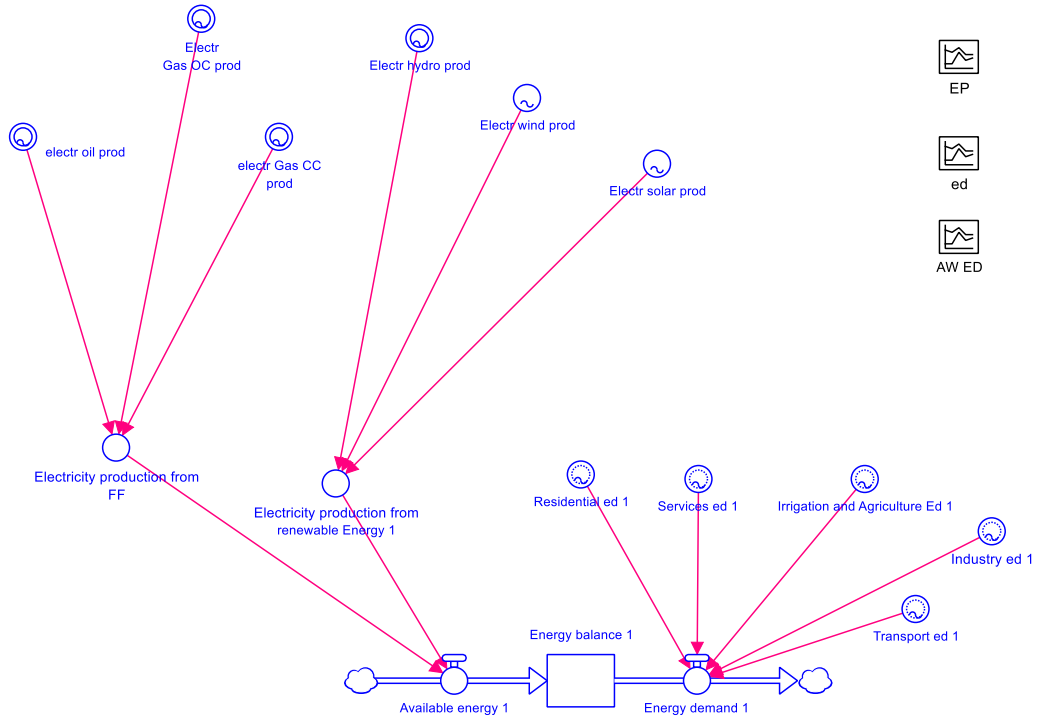 Electr
Gas OC prod
Electr hydro prod
EP
Electr wind prod
electr oil prod
electr Gas CC
prod
Electr solar prod
ed
AW ED
Electricity production from
FF
Electricity production from
renewable Energy 1
Residential ed 1
Services ed 1
Irrigation and Agriculture Ed 1
Industry ed 1
Transport ed 1
Energy balance 1
Available energy 1
Energy demand 1